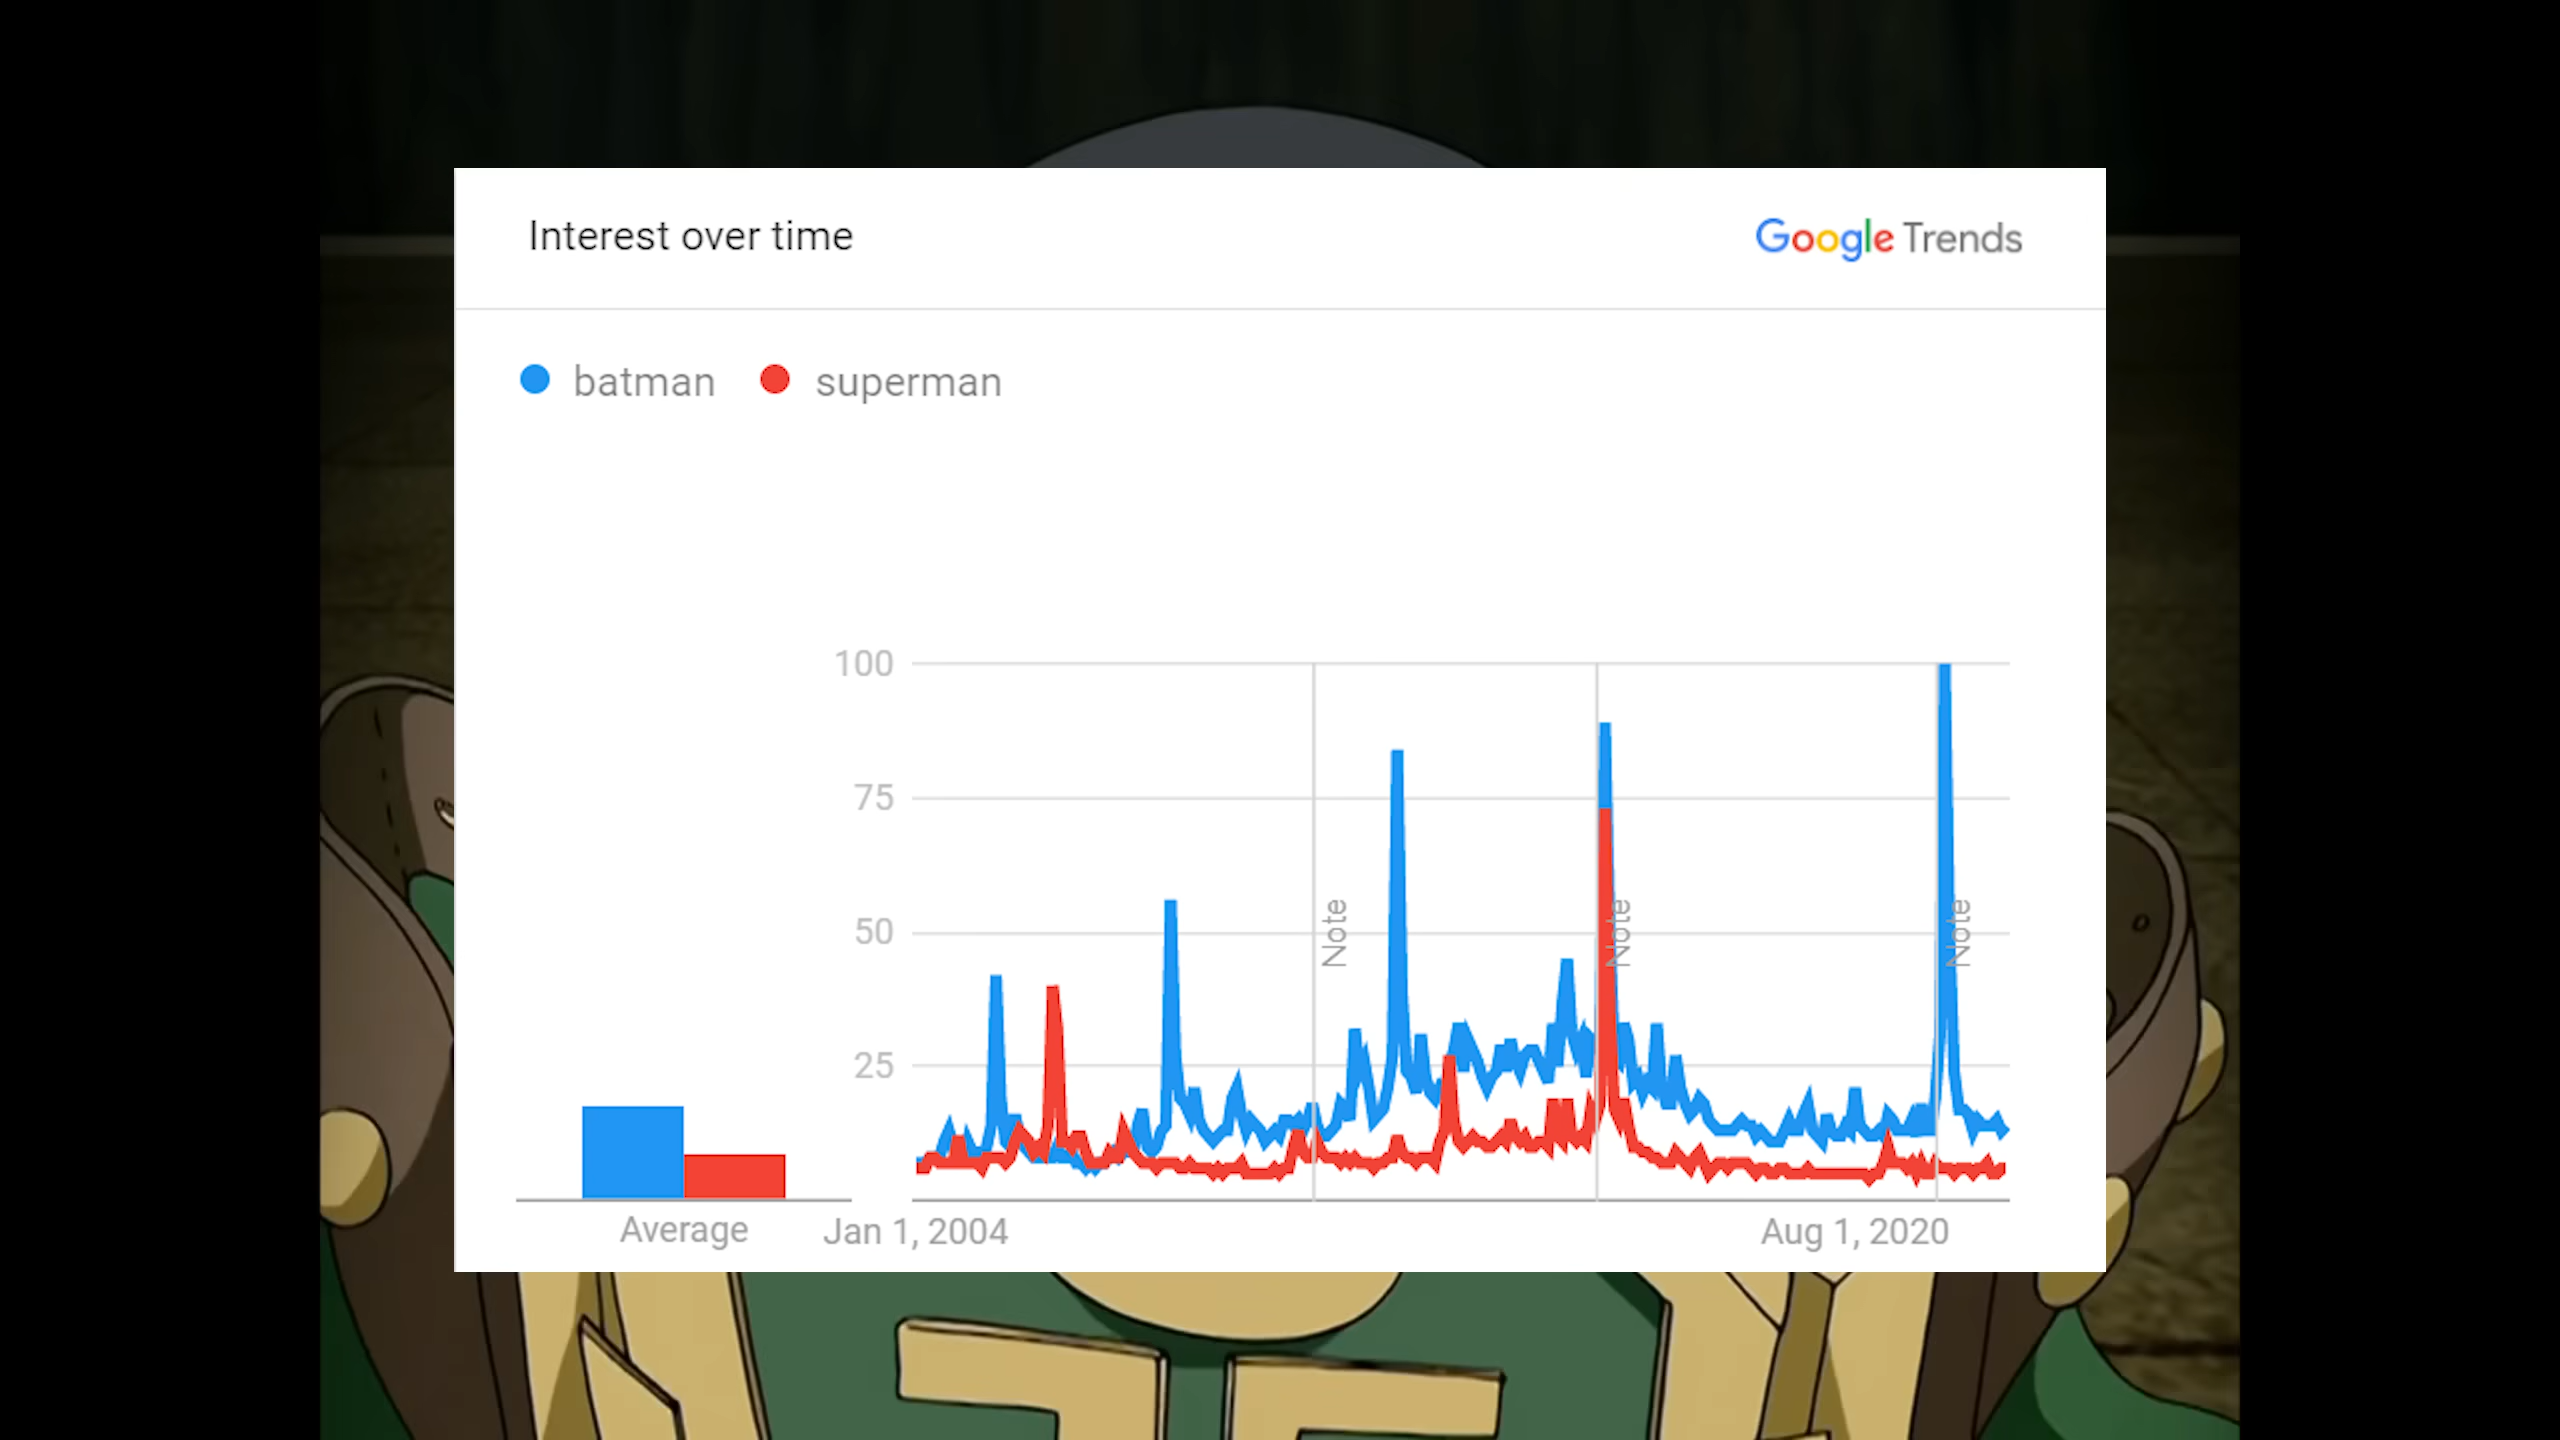 Interest over time
Google Trends
batman superman
100
75
50
25
Note
Note
Note
Average
Jan 1, 2004
Aug 1, 2020